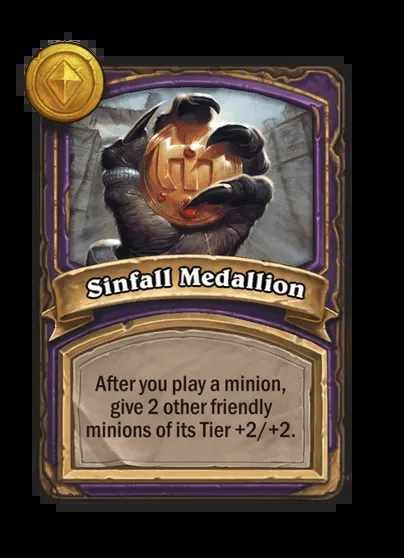 Sinfall Medallion
After you play a minion,
give 2 other friendly
minions of its Tier +2/+2.